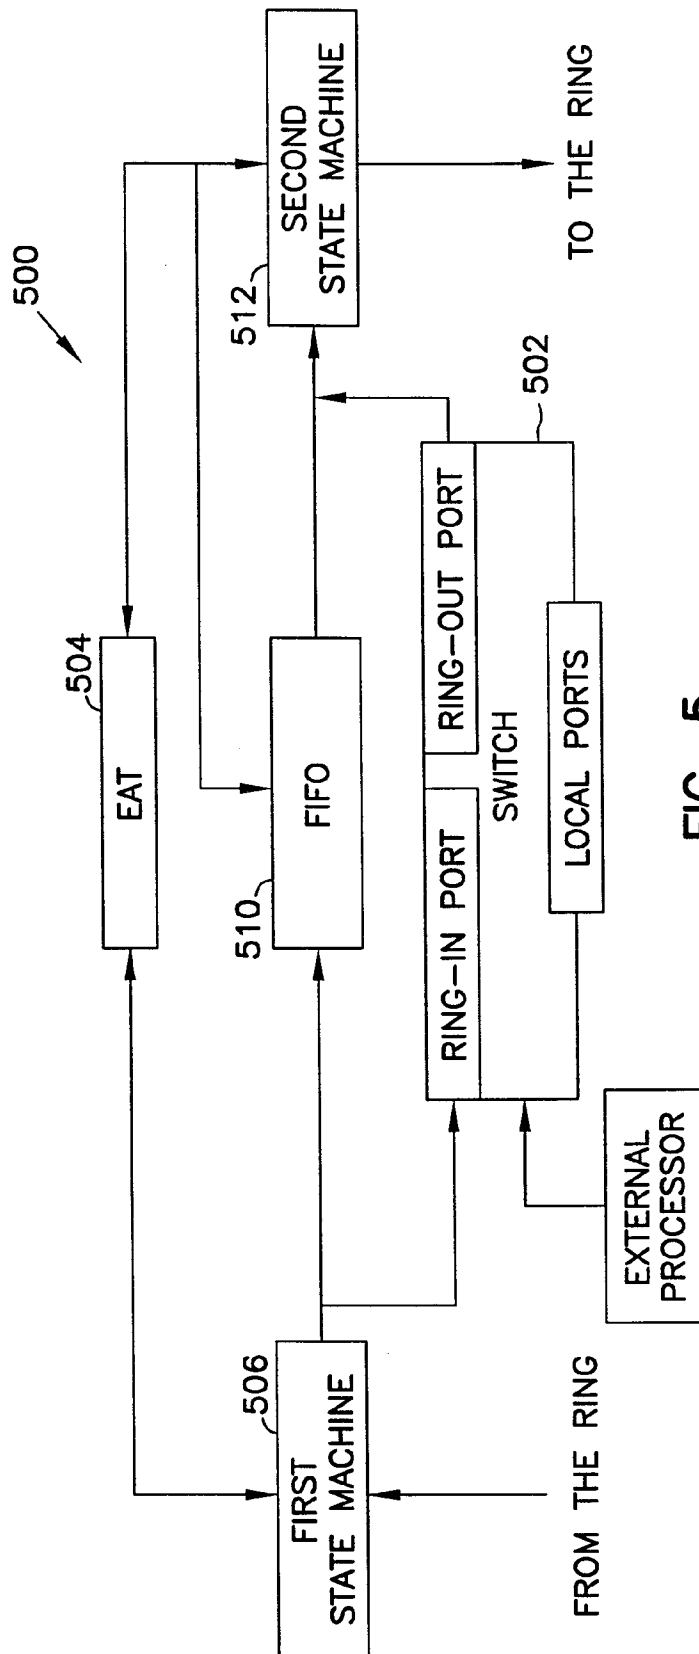 500
504
EAT
506
FIRST
STATE MACHINE
510
FIFO
512
SECOND
STATE MACHINE
RING-IN PORT
RING-OUT PORT
SWITCH
502
LOCAL PORTS
EXTERNAL
PROCESSOR
FROM THE RING
TO THE RING
FIG. 5